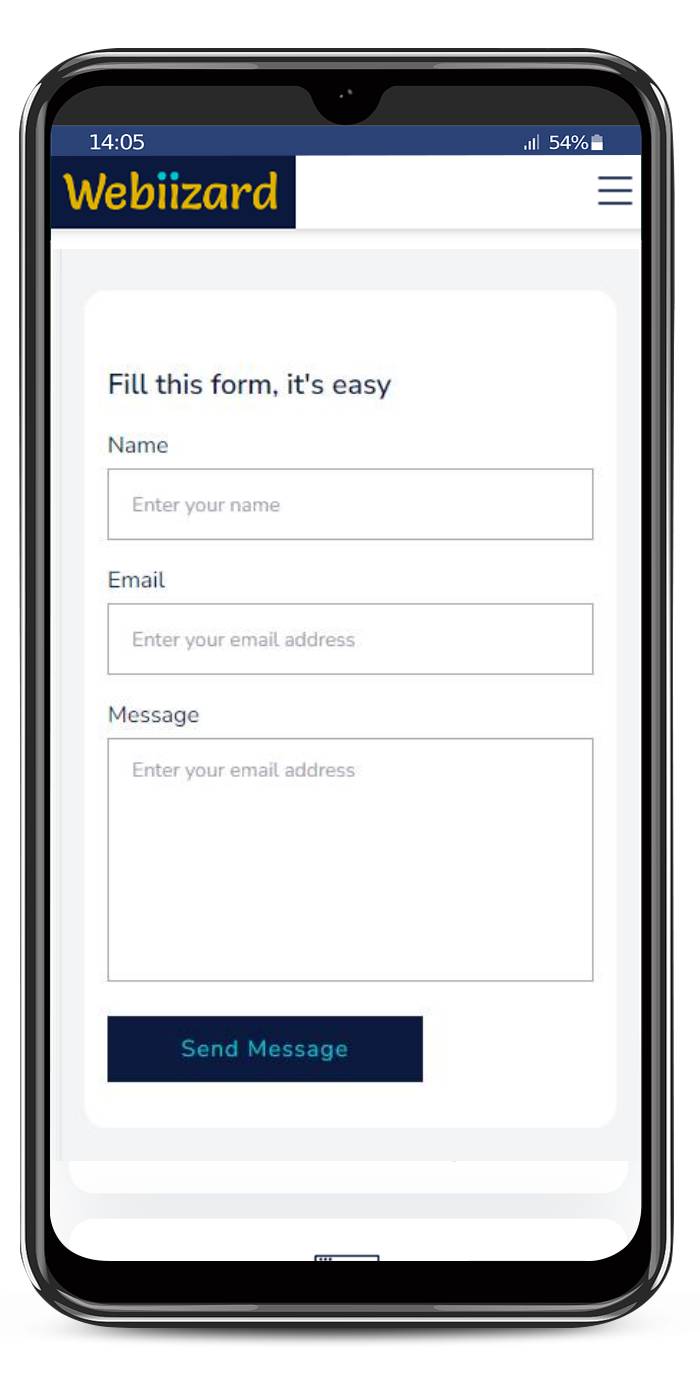 14:05 54%
Webiizard
Fill this form, it's easy
Name
Enter your name
Email
Enter your email address
Message
Enter your email address
Send Message